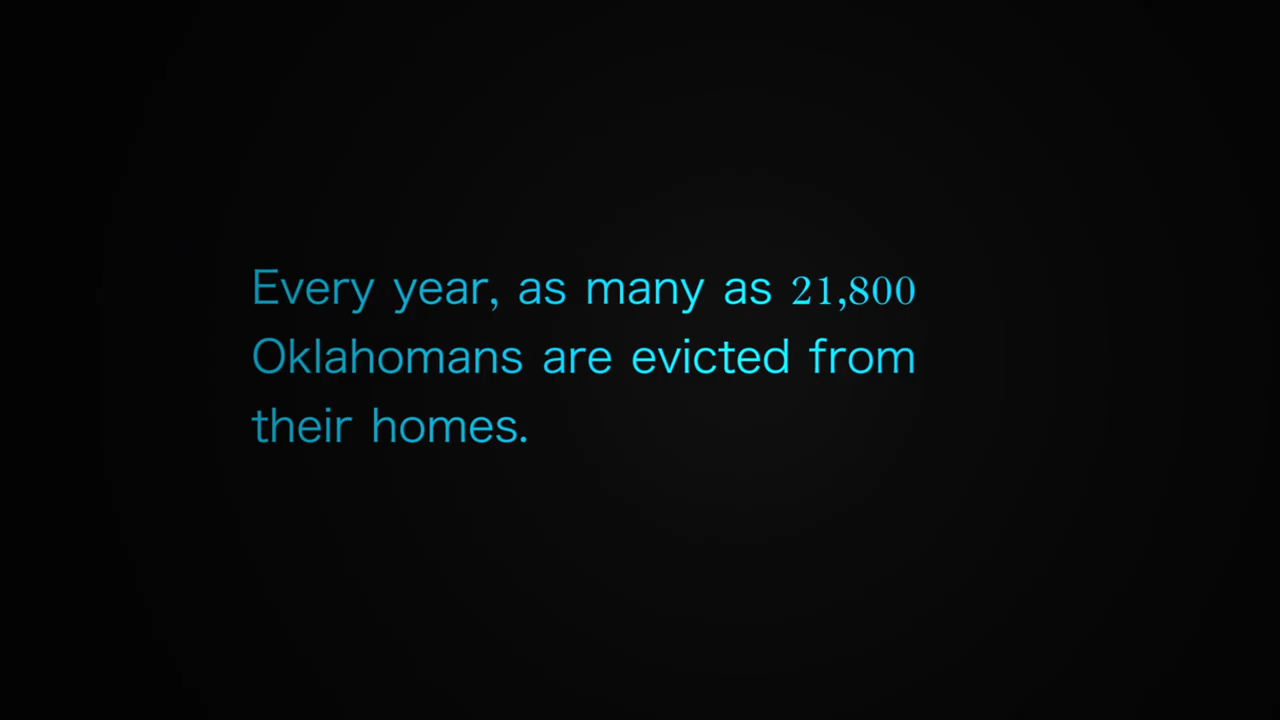 Every year, as many as 21,800
Oklahomans are evicted from
their homes.